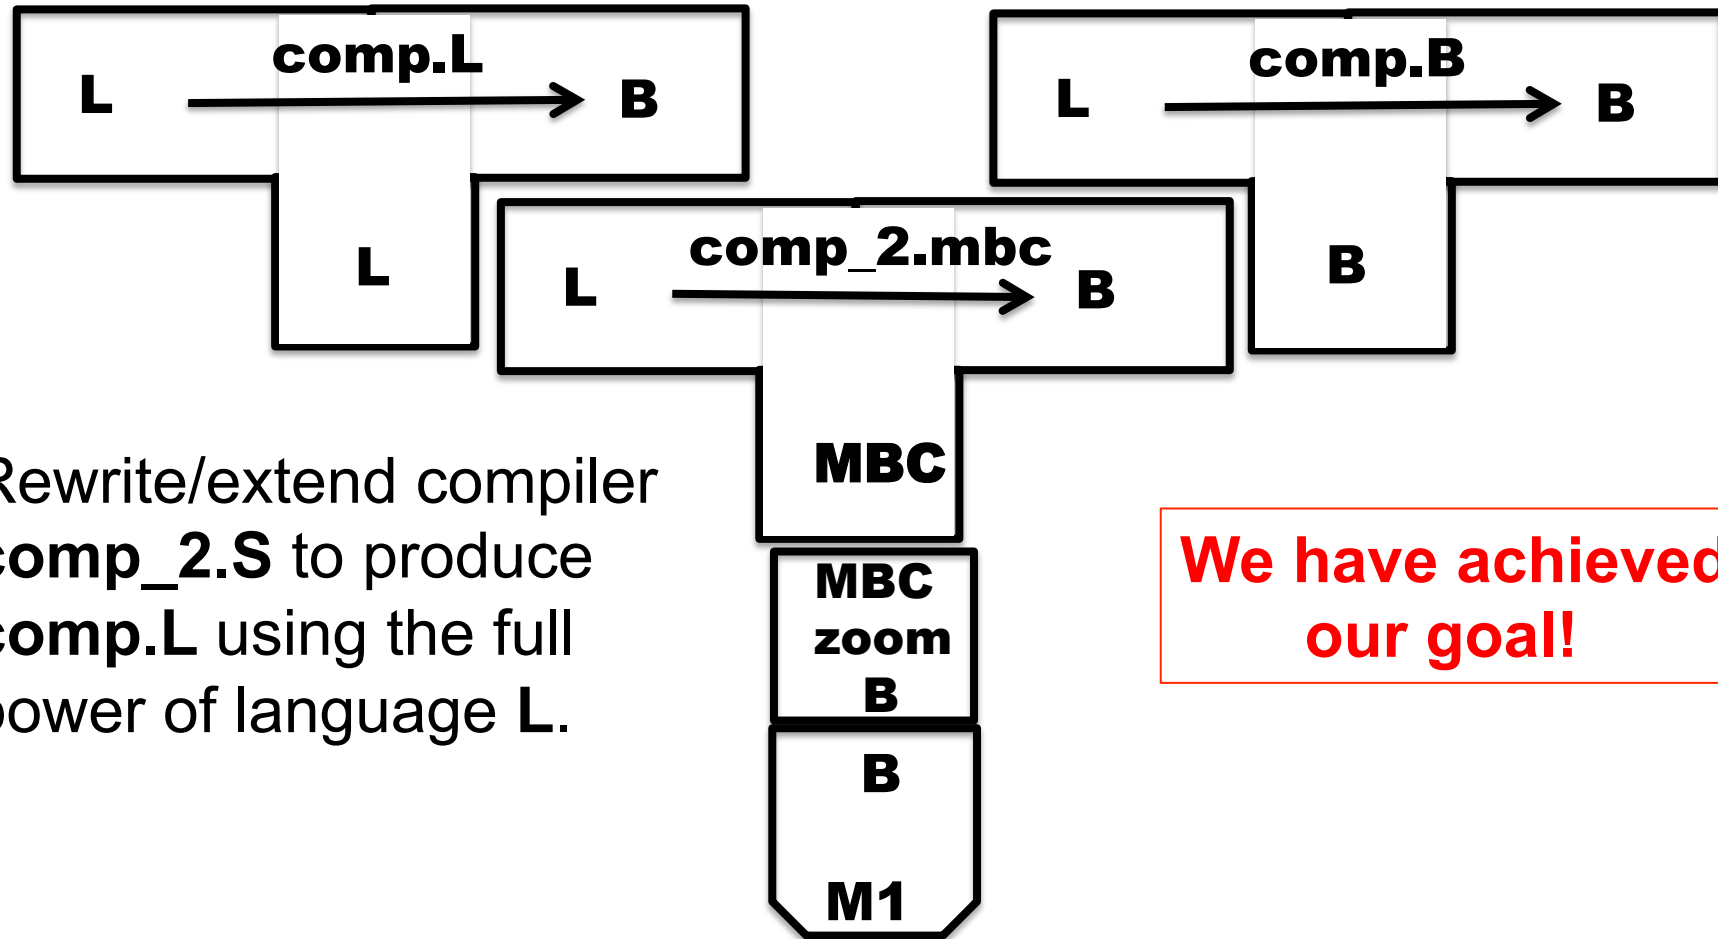 comp.L
L B
L
comp.B
L B
B
comp_2.mbc
L B
MBC
Rewrite/extend compiler
comp_2.S to produce
comp.L using the full
power of language L.
MBC
zoom
B
B
M1
We have achieved
our goal!